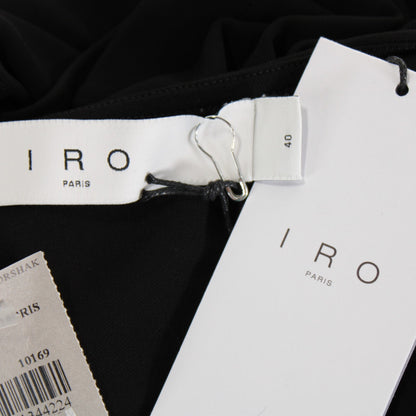 IRO
PARIS
40
IRO
PARIS
ORSHAK
RIS
10169
344224